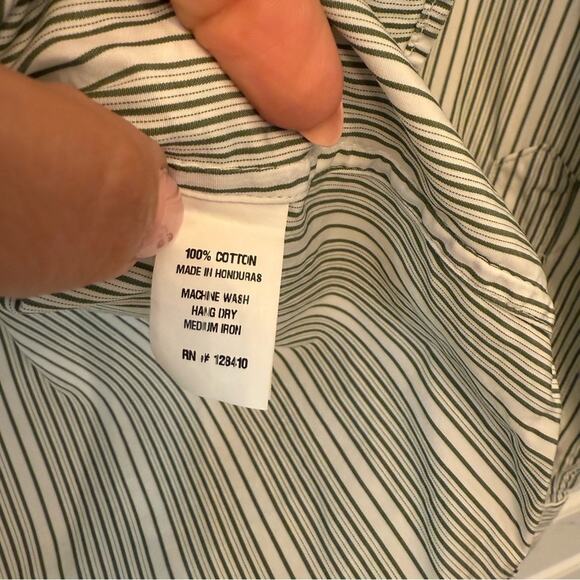 100% COTTON
MADE IN HONDURAS
MACHINE WASH
HANG DRY
MEDIUM IRON
RN # 128410